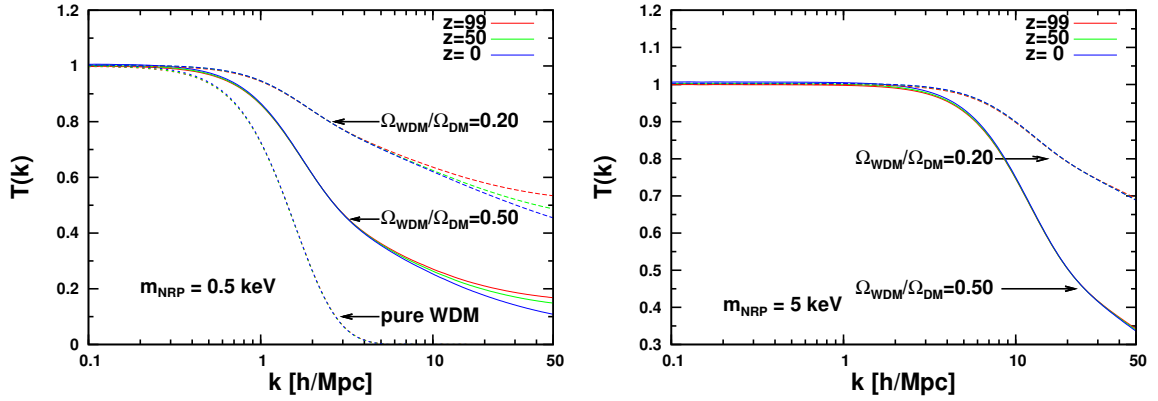 1.2
1
0.8
0.6
0.4
0.2
0
T(k)
z=99
z=50
z= 0
Ω_WDM/Ω_DM=0.20
Ω_WDM/Ω_DM=0.50
m_NRP = 0.5 keV
pure WDM
0.1 1 10 50
k [h/Mpc]
1.2
1.1
1
0.9
0.8
0.7
0.6
0.5
0.4
0.3
T(k)
z=99
z=50
z= 0
Ω_WDM/Ω_DM=0.20
Ω_WDM/Ω_DM=0.50
m_NRP = 5 keV
0.1 1 10 50
k [h/Mpc]